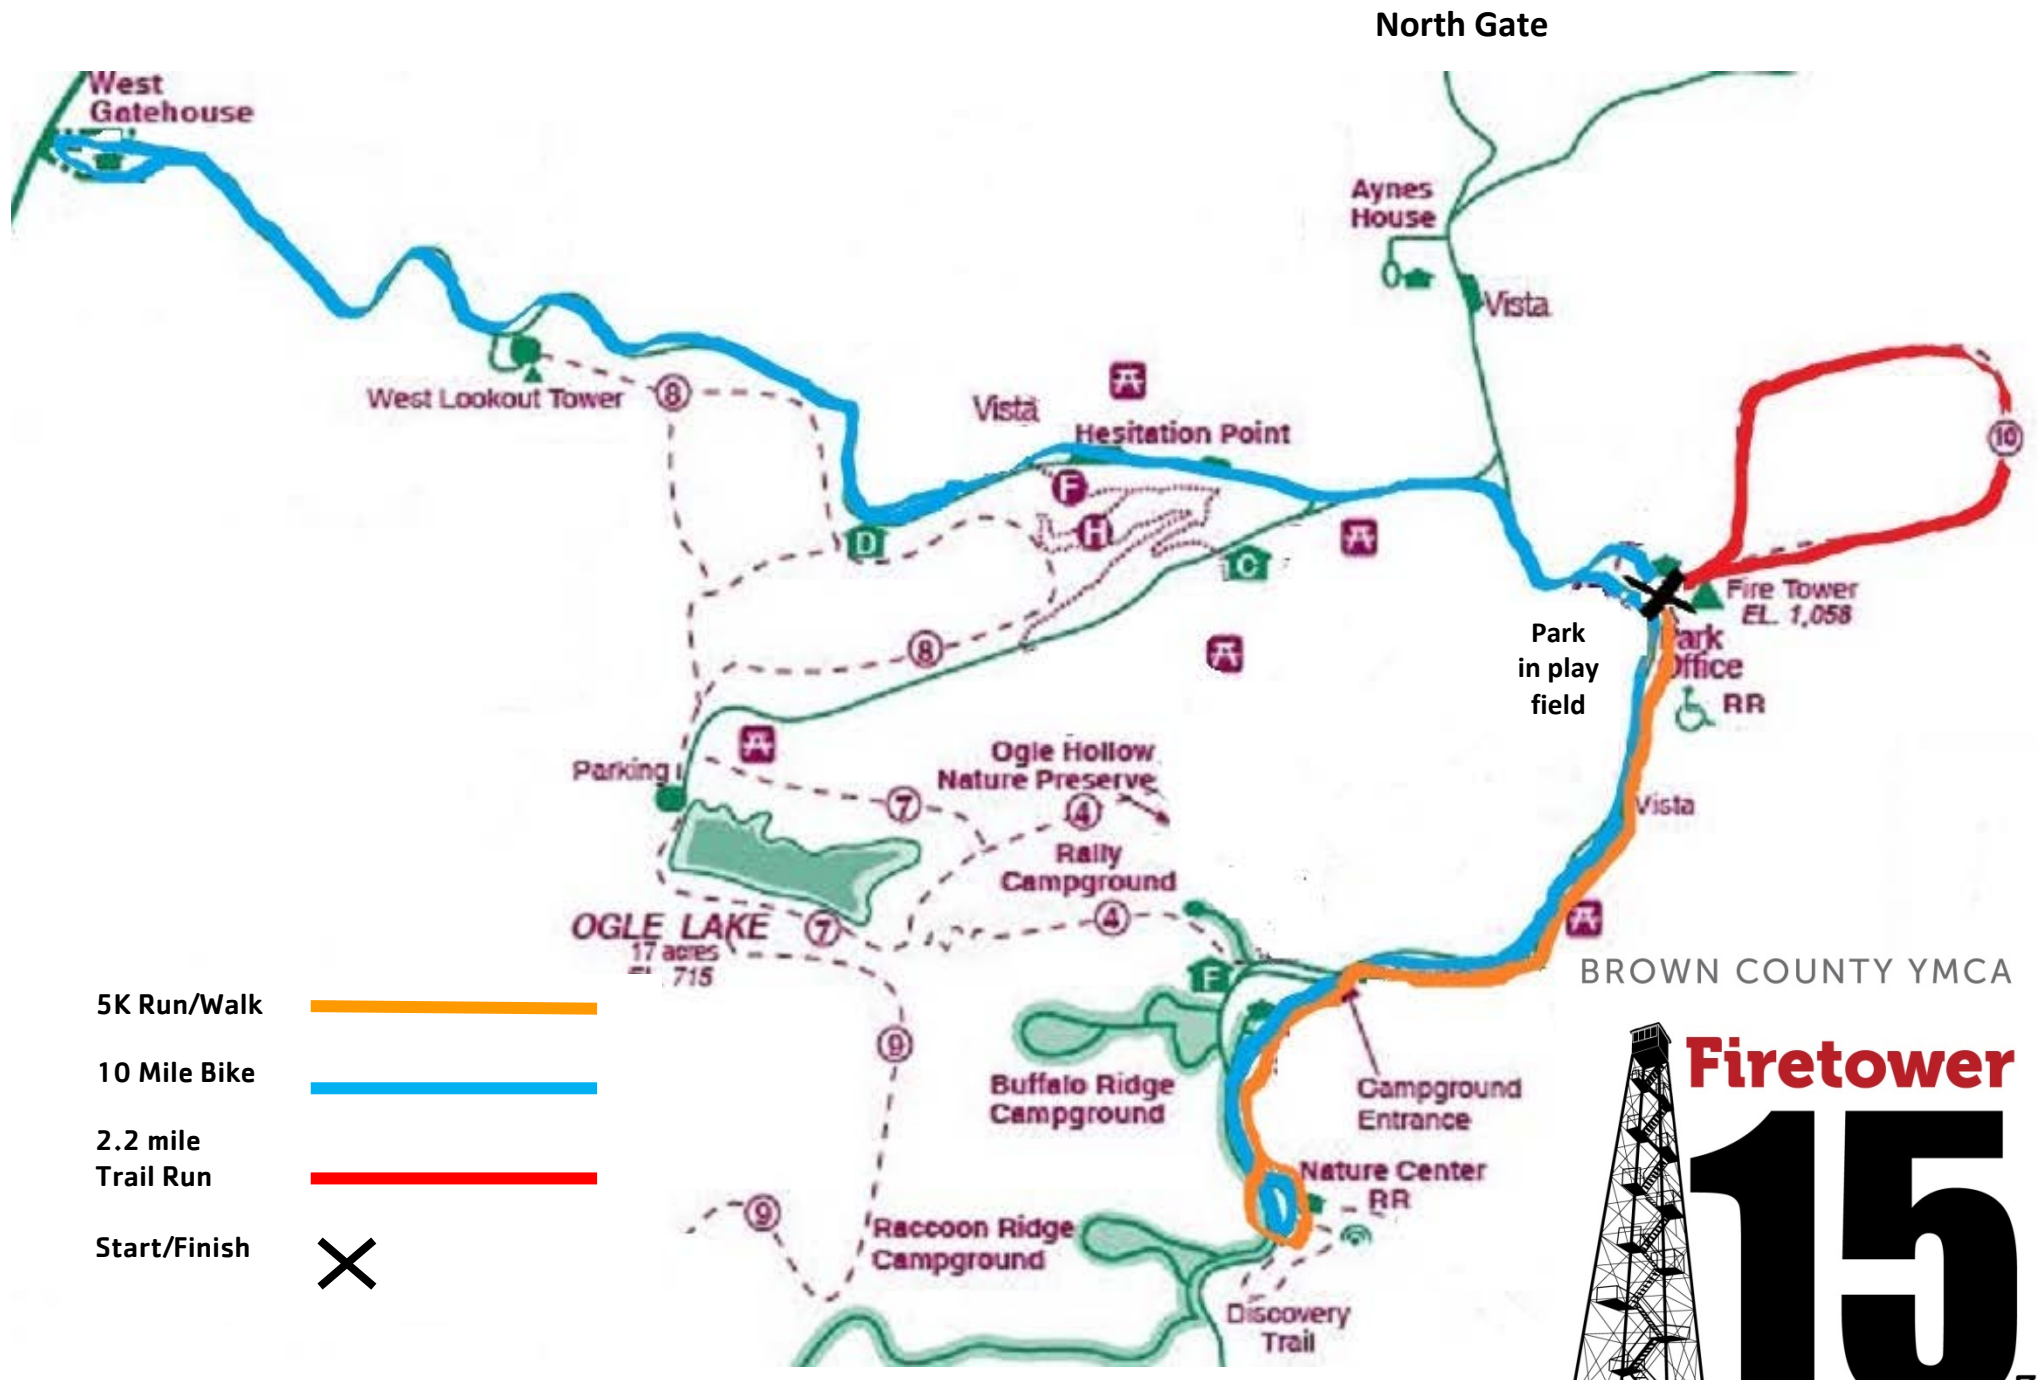 North Gate
West
Gatehouse
Aynes
House
Vista
West Lookout Tower
8
Vista
Hesitation Point
10
F
H
D
C
Fire Tower
EL. 1,058
Park
in play
field
Office
RR
8
Parking
Ogle Hollow
Nature Preserve
7
4
Vista
Rally
Campground
OGLE LAKE
17 acres
715
7
4
F
BROWN COUNTY YMCA
5K Run/Walk
10 Mile Bike
2.2 mile
Trail Run
Start/Finish
9
Buffalo Ridge
Campground
Campground
Entrance
Firetower
15
Nature Center
RR
9
Raccoon Ridge
Campground
Discovery
Trail